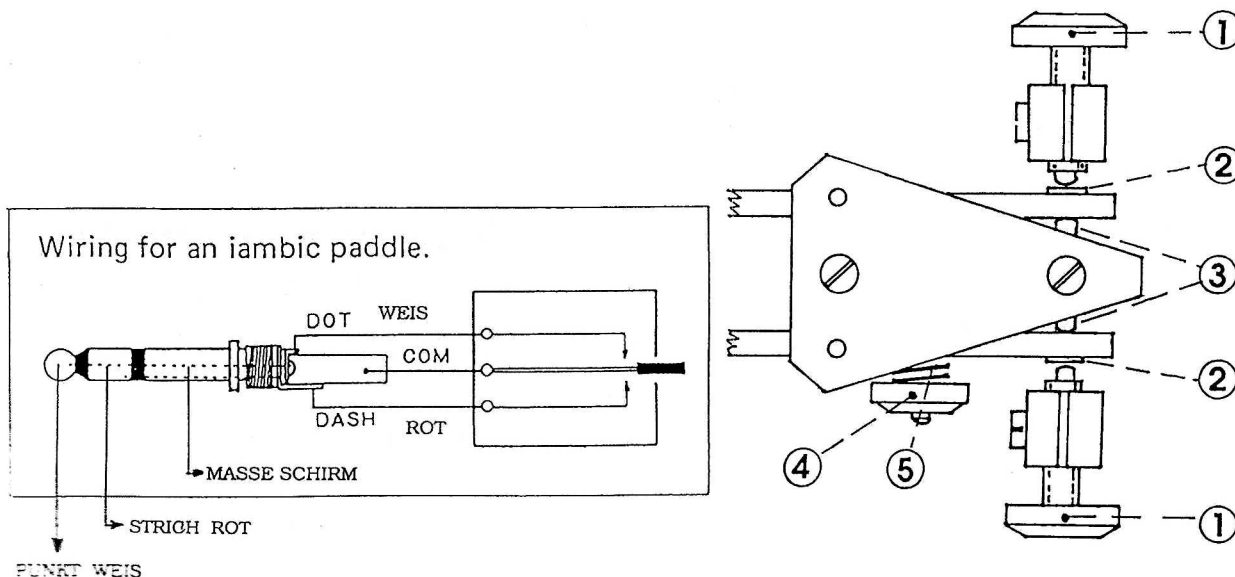 Wiring for an iambic paddle.
DOT WEIS
COM
DASH ROT
MASSE SCHIRM
STRICH ROT
PUNKT WEIS
1
2
3
2
4
5
1